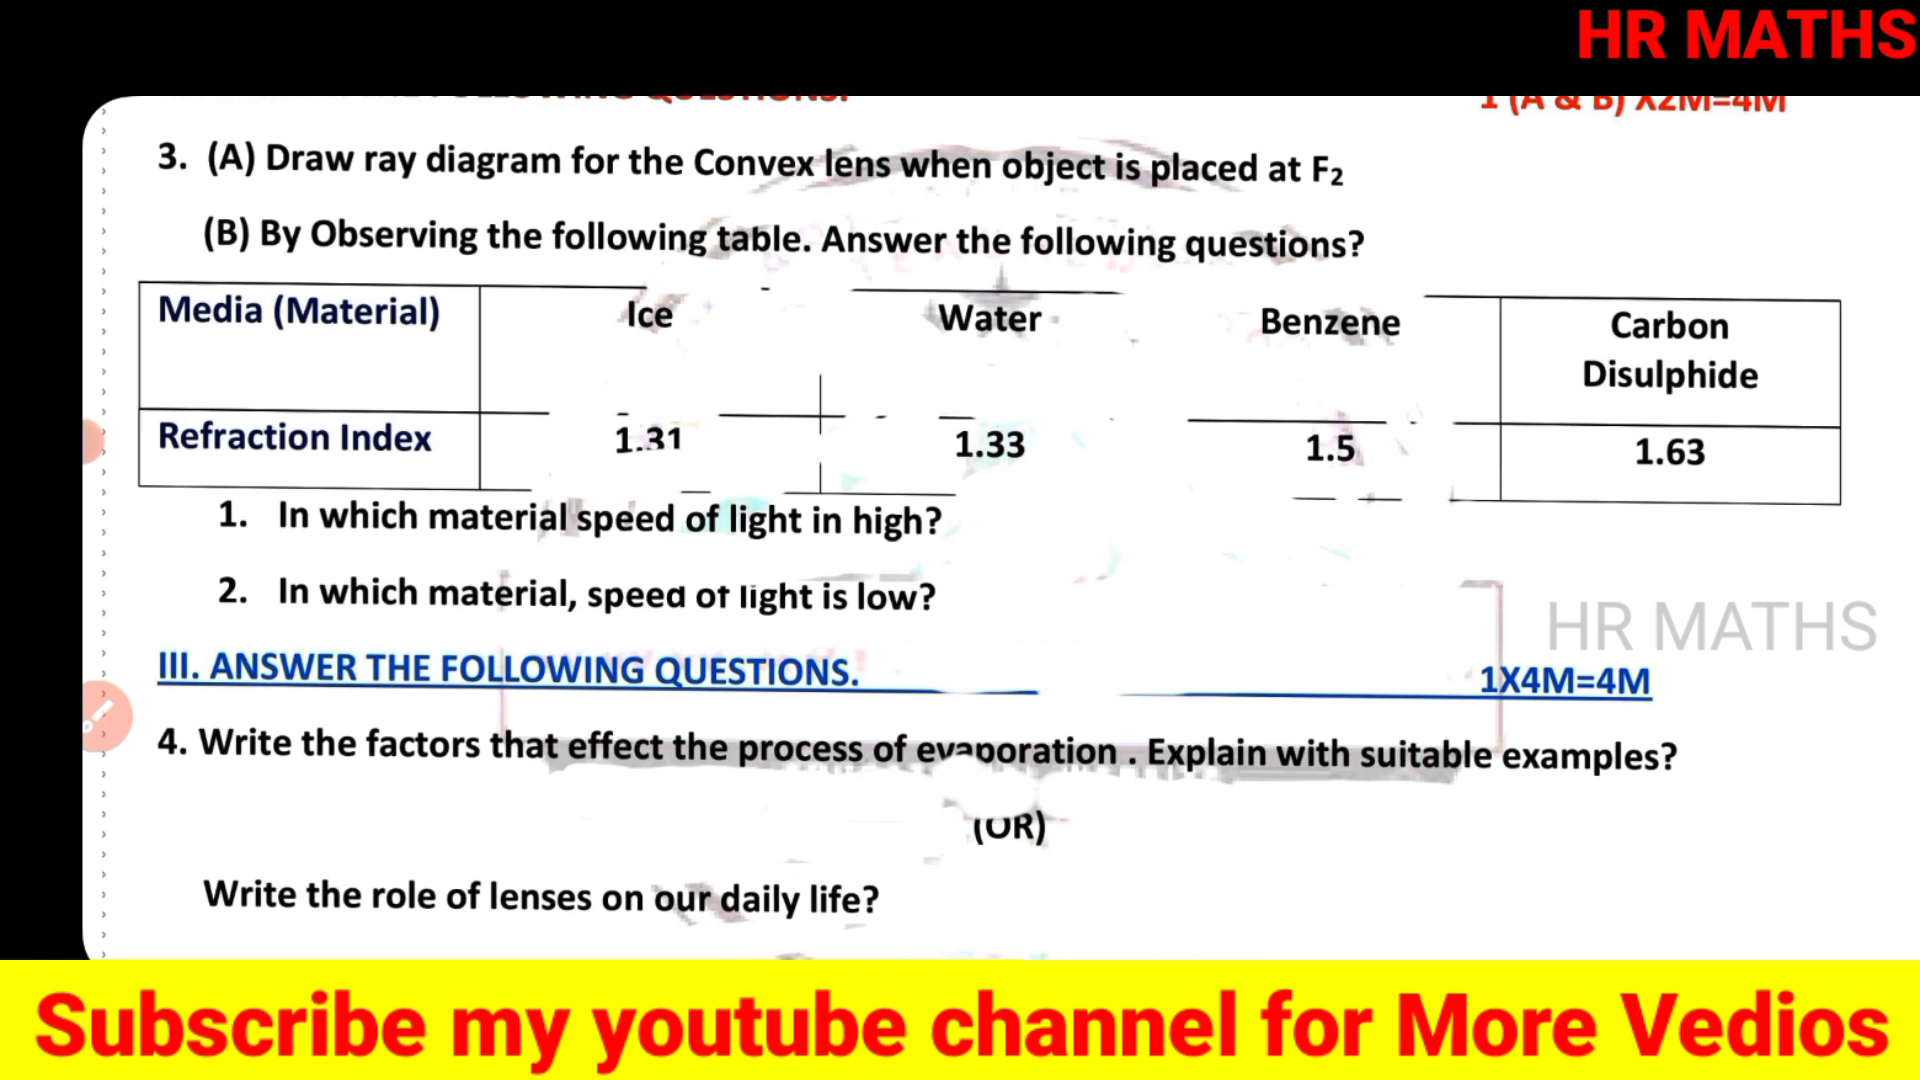 HR MATHS
1 (A & B) X2M=4M
3. (A) Draw ray diagram for the Convex lens when object is placed at F₂
(B) By Observing the following table. Answer the following questions?
Media (Material) Ice Water Benzene Carbon Disulphide
Refraction Index 1.31 1.33 1.5 1.63
1. In which material speed of light in high?
2. In which material, speed of light is low?
HR MATHS
III. ANSWER THE FOLLOWING QUESTIONS. 1X4M=4M
4. Write the factors that effect the process of evaporation . Explain with suitable examples?
(OR)
Write the role of lenses on our daily life?
Subscribe my youtube channel for More Vedios